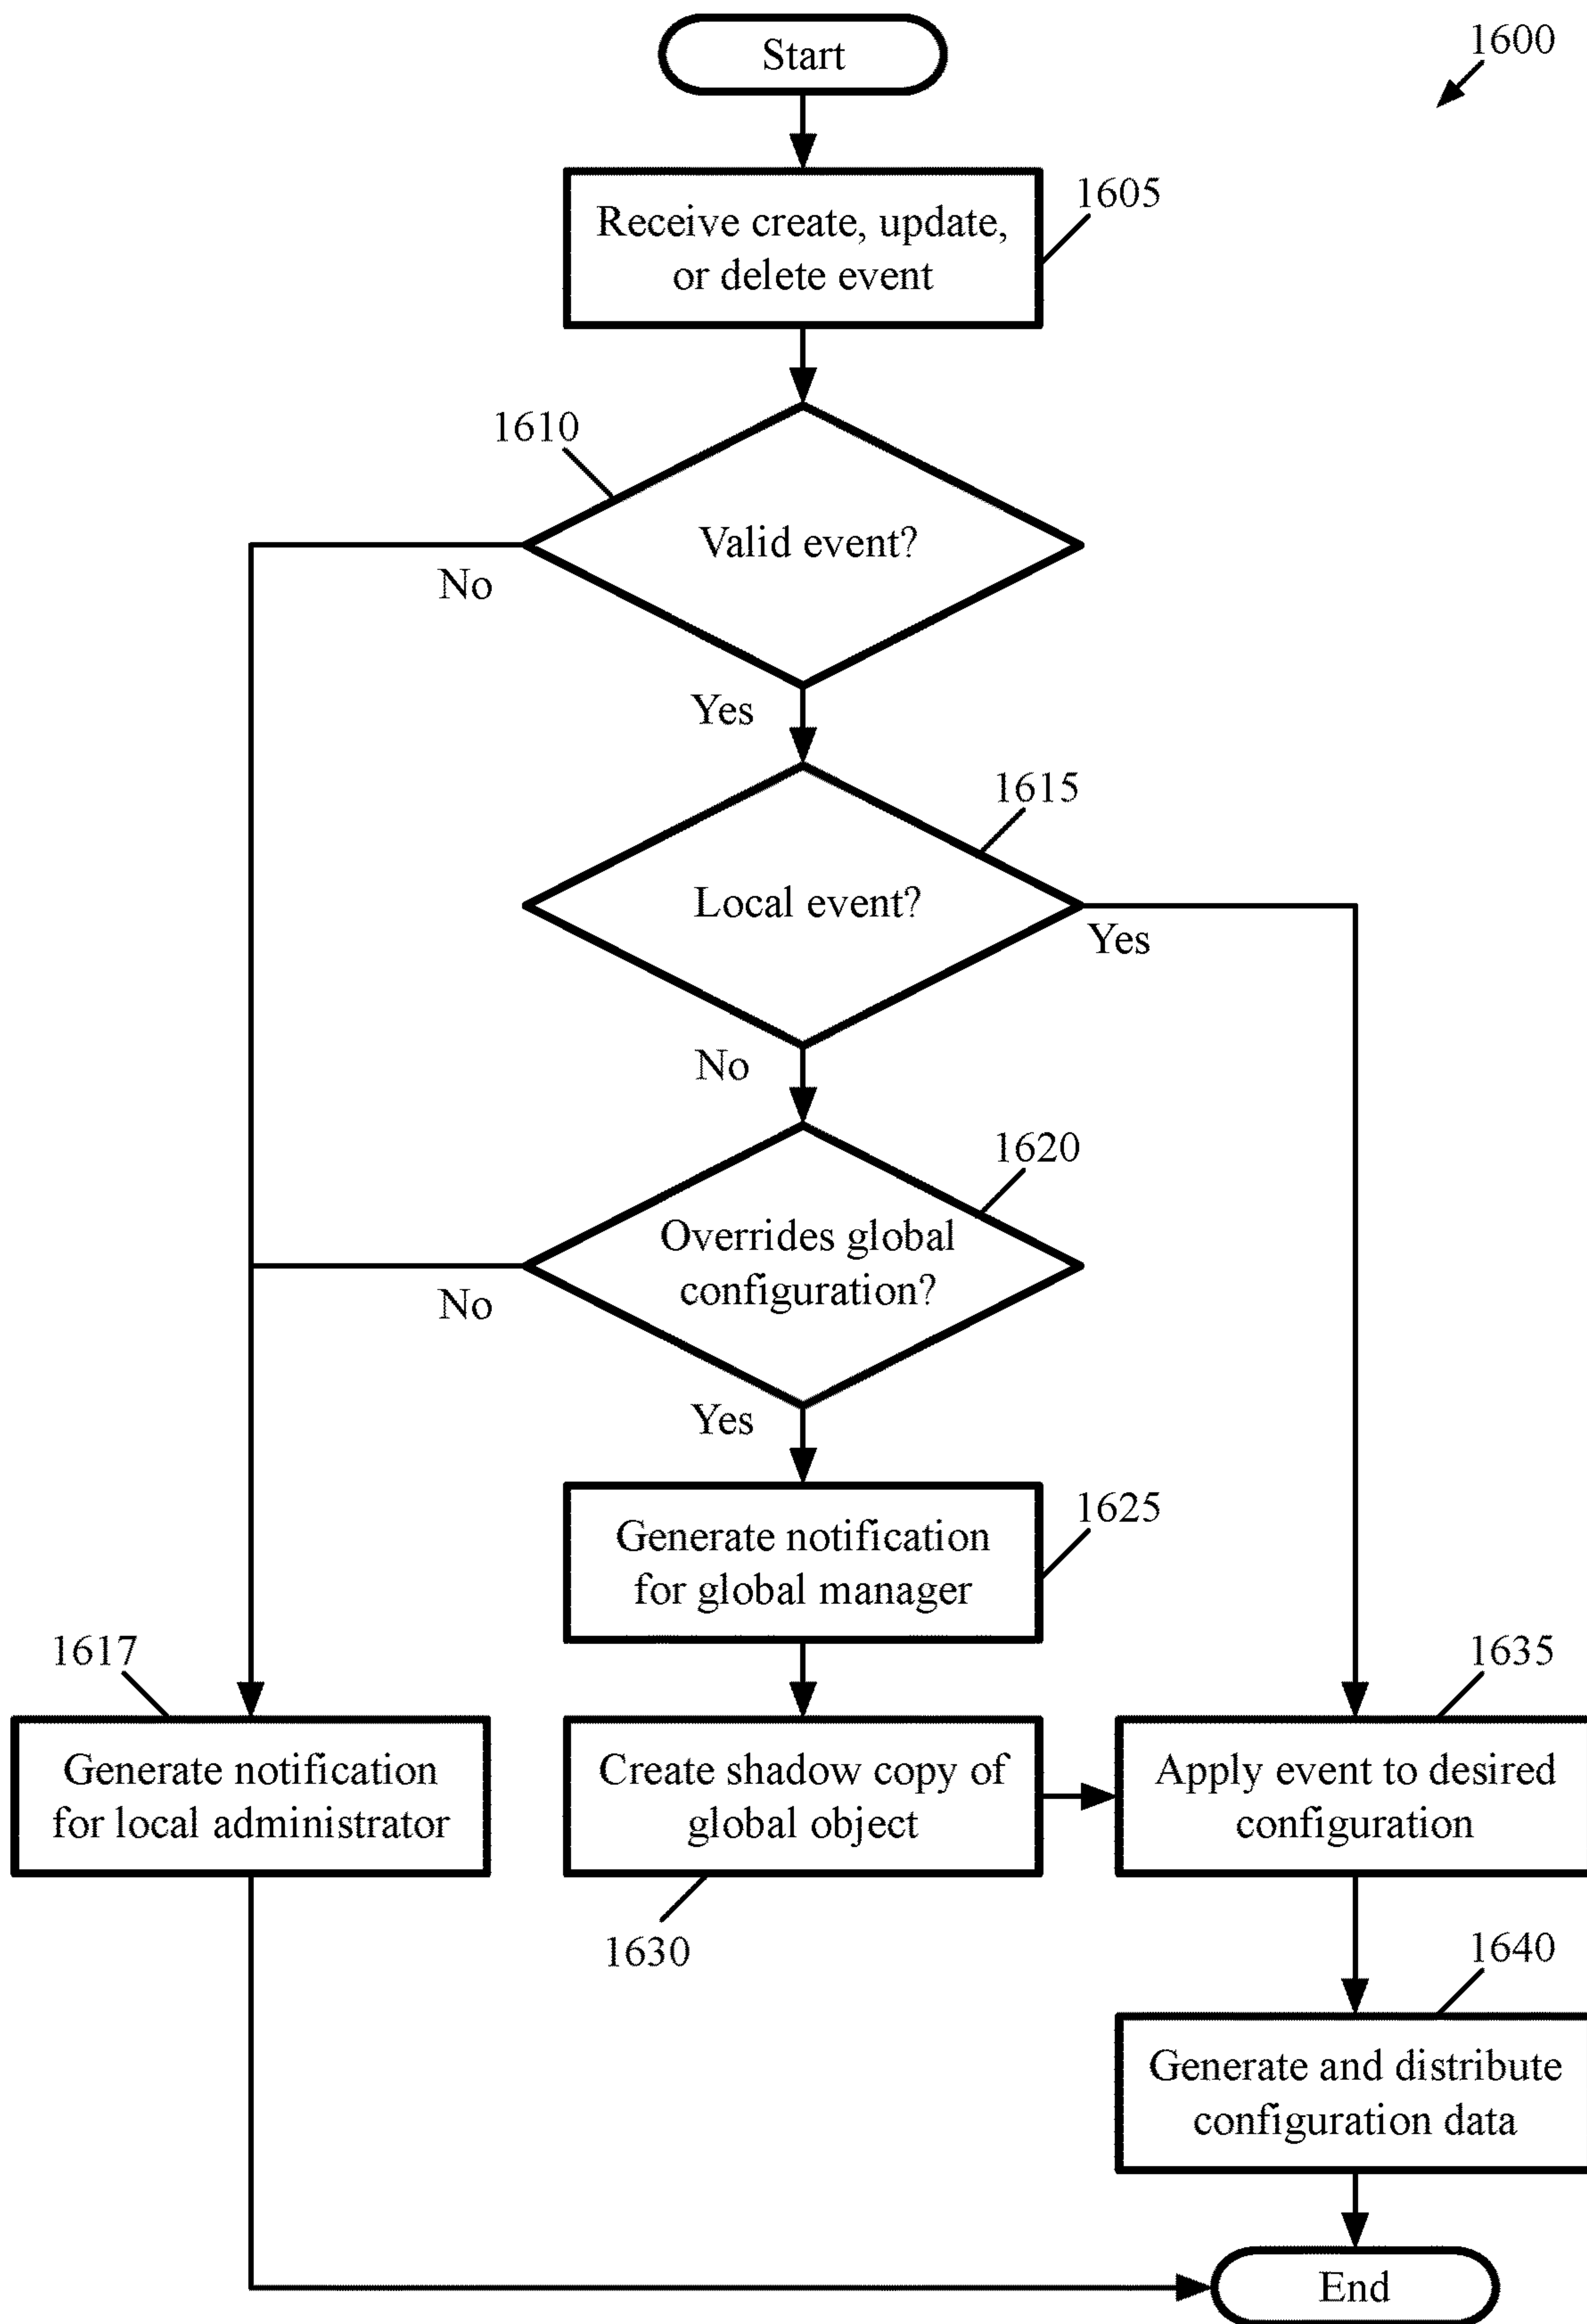 Start
1600
Receive create, update,
or delete event
1605
1610
Valid event?
No
Yes
1615
Local event?
Yes
No
1620
Overrides global
configuration?
No
Yes
Generate notification
for global manager
1625
1617
Generate notification
for local administrator
Create shadow copy of
global object
1630
1635
Apply event to desired
configuration
1640
Generate and distribute
configuration data
End